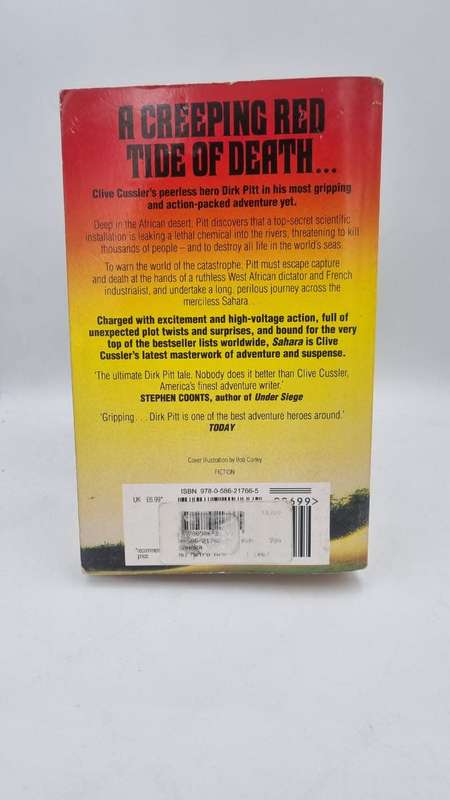 A CREEPING RED
TIDE OF DEATH...
Clive Cussler's peerless hero Dirk Pitt in his most gripping
and action-packed adventure yet.
Deep in the African desert, Pitt discovers that a top-secret scientific
installation is leaking a lethal chemical into the rivers, threatening to kill
thousands of people – and to destroy all life in the world's seas.
To warn the world of the catastrophe, Pitt must escape capture
and death at the hands of a ruthless West African dictator and French
industrialist, and undertake a long, perilous journey across the
merciless Sahara...
Charged with excitement and high-voltage action, full of
unexpected plot twists and surprises, and bound for the very
top of the bestseller lists worldwide, Sahara is Clive
Cussler's latest masterwork of adventure and suspense.
'The ultimate Dirk Pitt tale. Nobody does it better than Clive Cussler,
America's finest adventure writer.'
STEPHEN COONTS, author of Under Siege
'Gripping... Dirk Pitt is one of the best adventure heroes around.'
TODAY
Cover illustration by Bob Corley
FICTION
ISBN 978-0-586-21766-5
UK £6.99*
00699>
*recommen
price